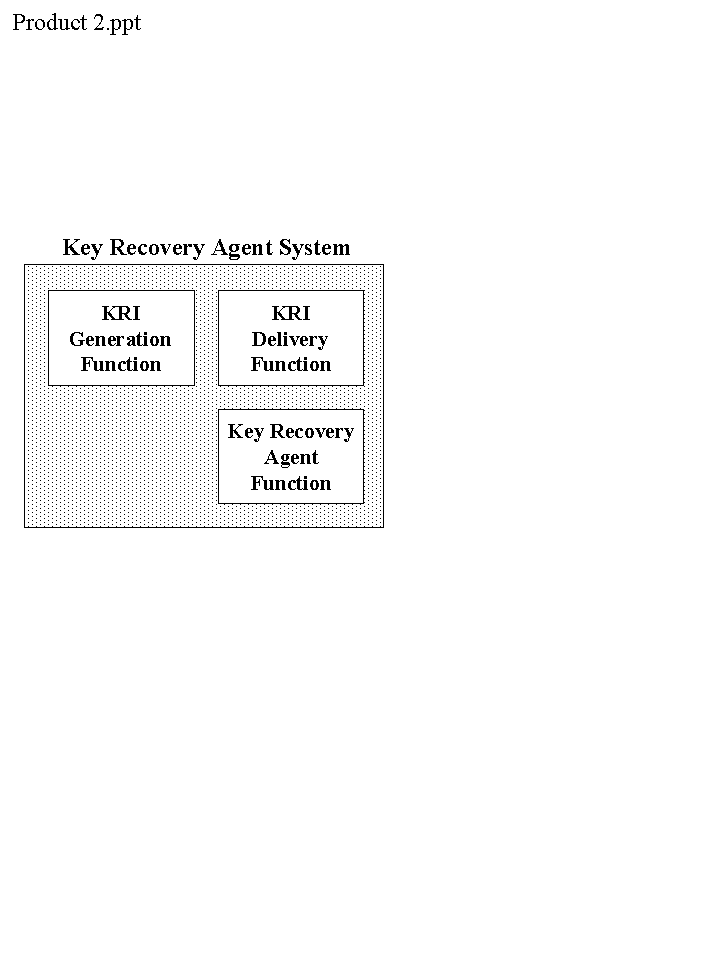 Product 2.ppt
Key Recovery Agent System
KRI
Generation
Function
KRI
Delivery
Function
Key Recovery
Agent
Function